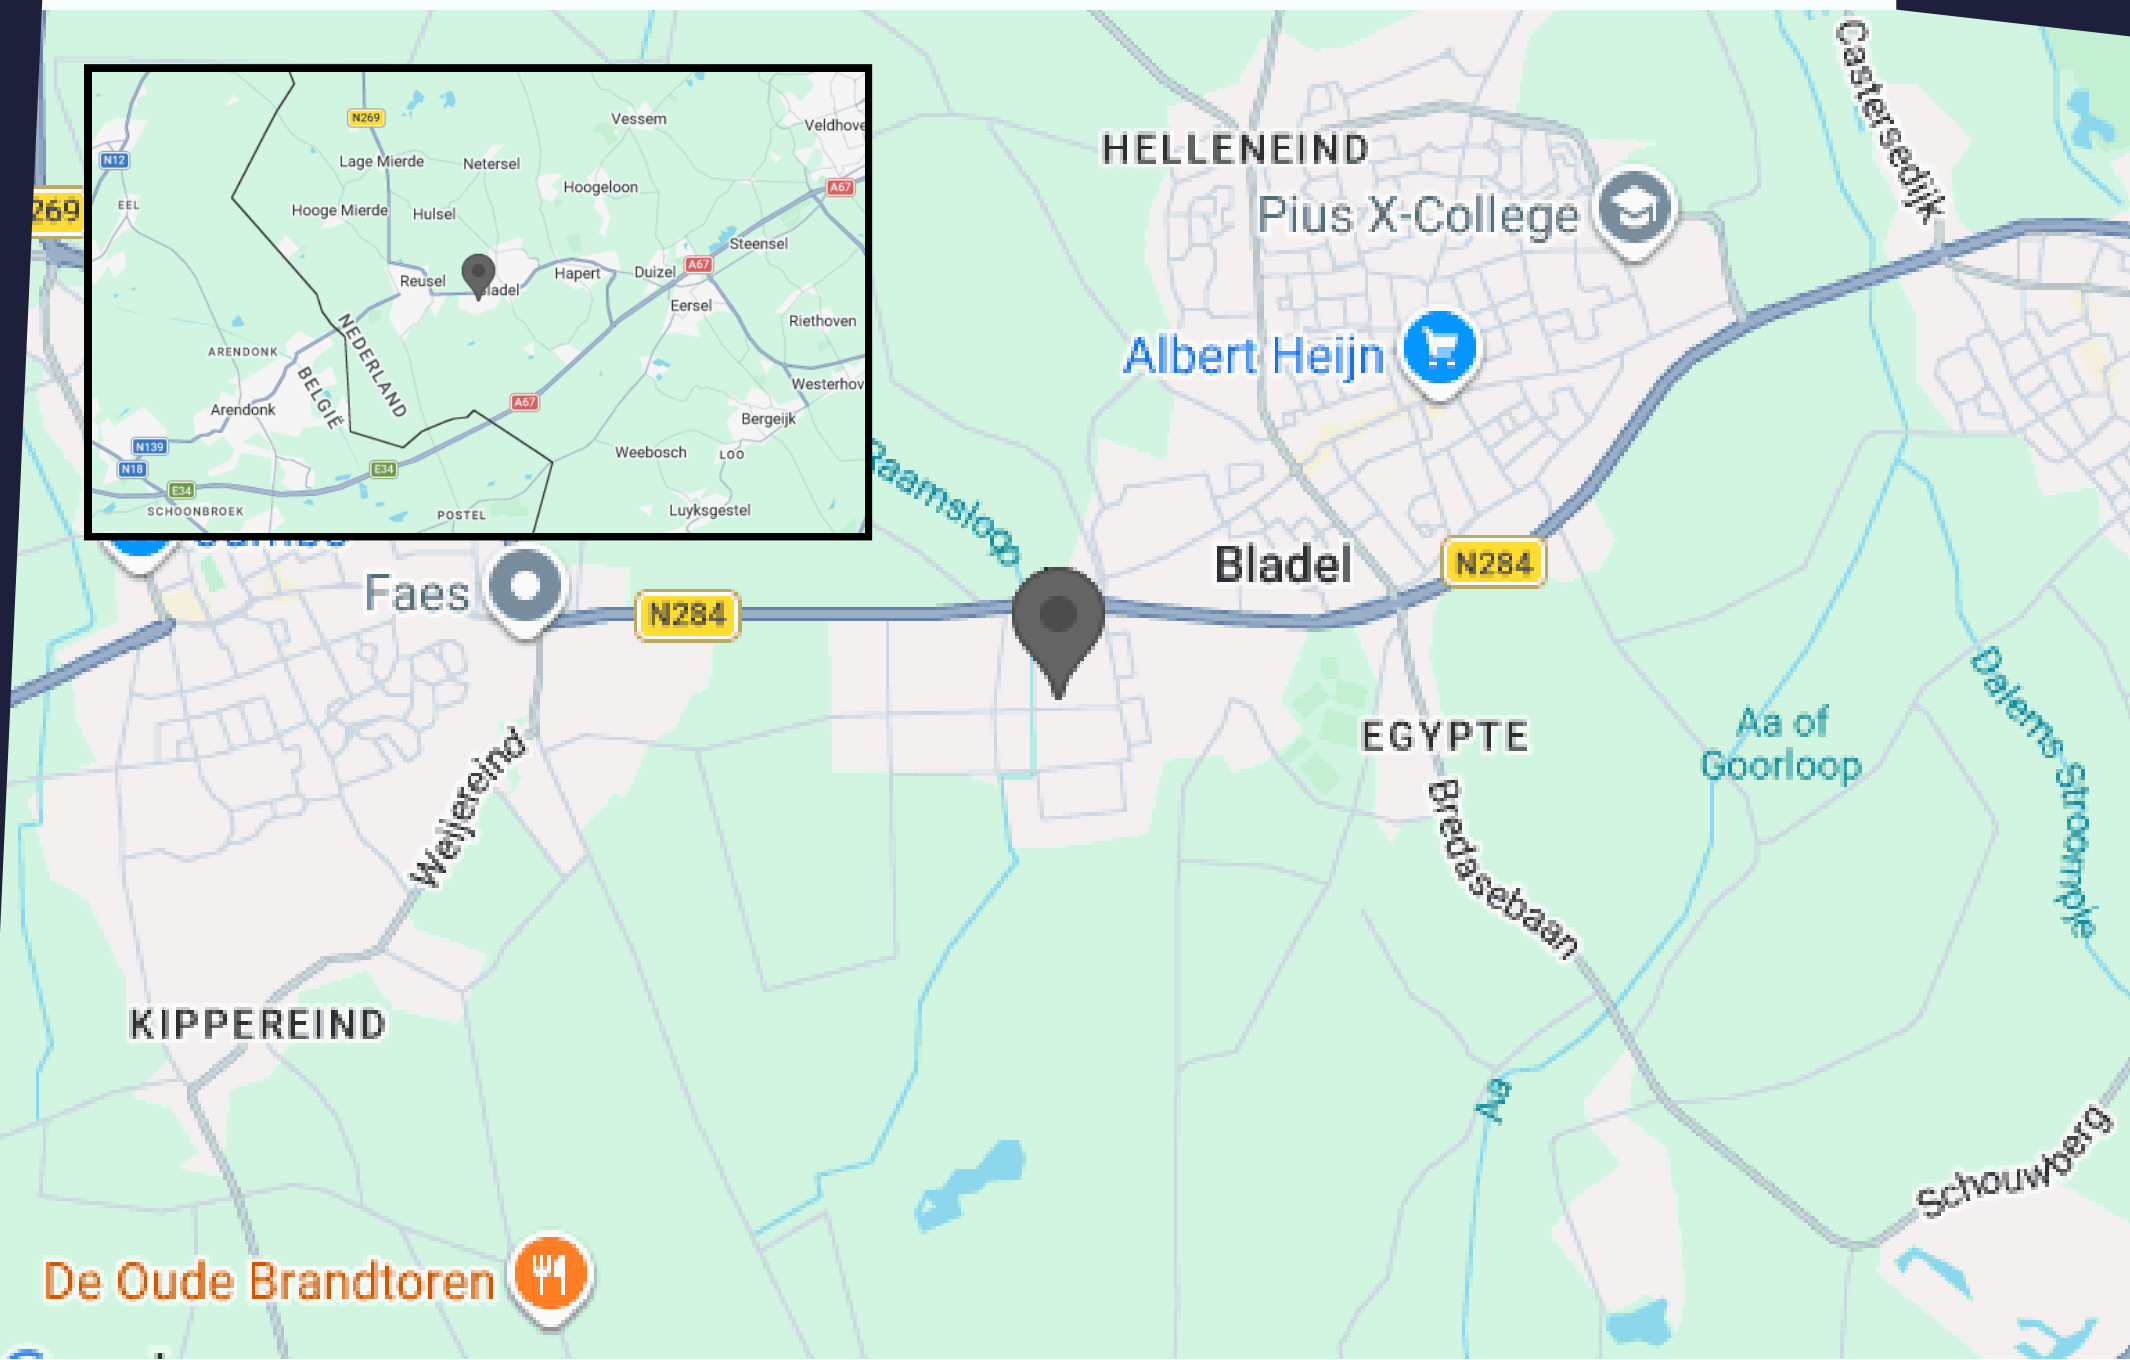 N269
Vessem
Veldhove
N12
Lage Mierde
Netersel
A67
Hoogeloon
EEL
Hooge Mierde
Hulsel
Steensel
Reusel
Bladel
Hapert
Duizel
A67
Eersel
Riethoven
NEDERLAND
BELGIË
ARENDONK
Arendonk
A67
Westerhov
Bergeijk
N139
N18
E34
E34
Weebosch
LOO
SCHOONBROEK
POSTEL
Luyksgestel
269
Castersedijk
HELLENEIND
Pius X-College
Albert Heijn
Raamsloop
Bladel
N284
Faes
N284
Dalems Stroompje
Aa of
Goorloop
EGYPTE
Weijereind
Bredasebaan
KIPPEREIND
Aa
Schouwberg
De Oude Brandtoren